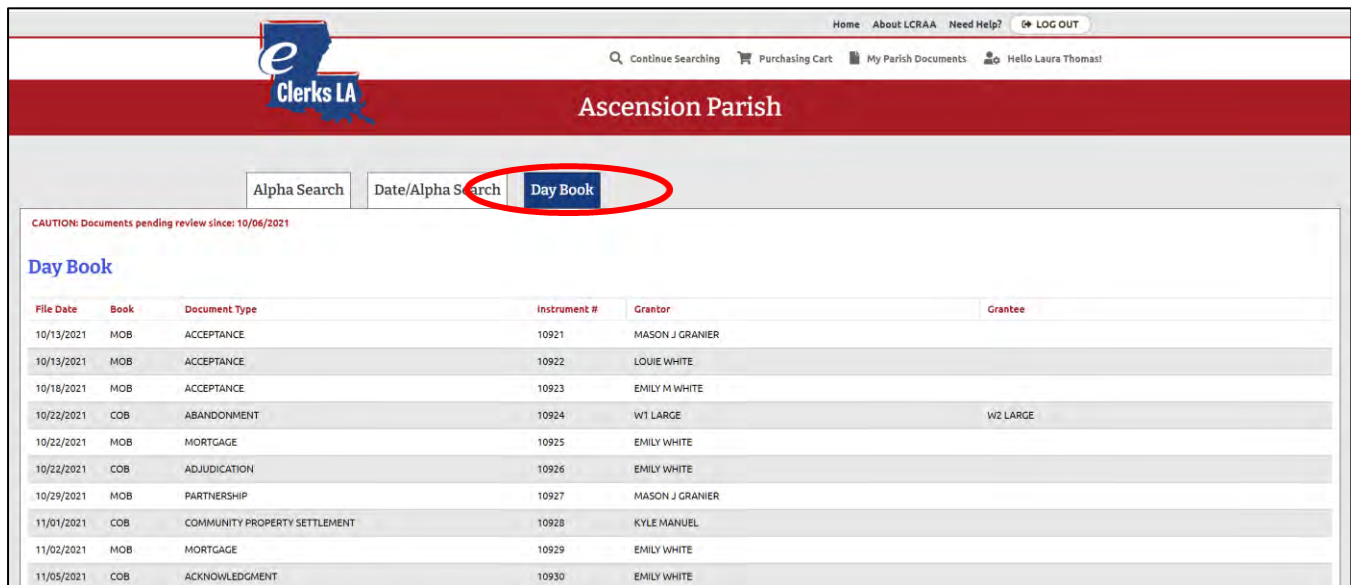 Home About LCRAA Need Help? LOG OUT
e
Clerks LA
Continue Searching Purchasing Cart My Parish Documents Hello Laura Thomas!
Ascension Parish
Alpha Search Date/Alpha Search Day Book
CAUTION: Documents pending review since: 10/06/2021
Day Book
File Date Book Document Type Instrument # Grantor Grantee
10/13/2021 MOB ACCEPTANCE 10921 MASON J GRANIER
10/13/2021 MOB ACCEPTANCE 10922 LOUIE WHITE
10/18/2021 MOB ACCEPTANCE 10923 EMILY M WHITE
10/22/2021 COB ABANDONMENT 10924 W1 LARGE W2 LARGE
10/22/2021 MOB MORTGAGE 10925 EMILY WHITE
10/22/2021 COB ADJUDICATION 10926 EMILY WHITE
10/29/2021 MOB PARTNERSHIP 10927 MASON J GRANIER
11/01/2021 COB COMMUNITY PROPERTY SETTLEMENT 10928 KYLE MANUEL
11/02/2021 MOB MORTGAGE 10929 EMILY WHITE
11/05/2021 COB ACKNOWLEDGMENT 10930 EMILY WHITE